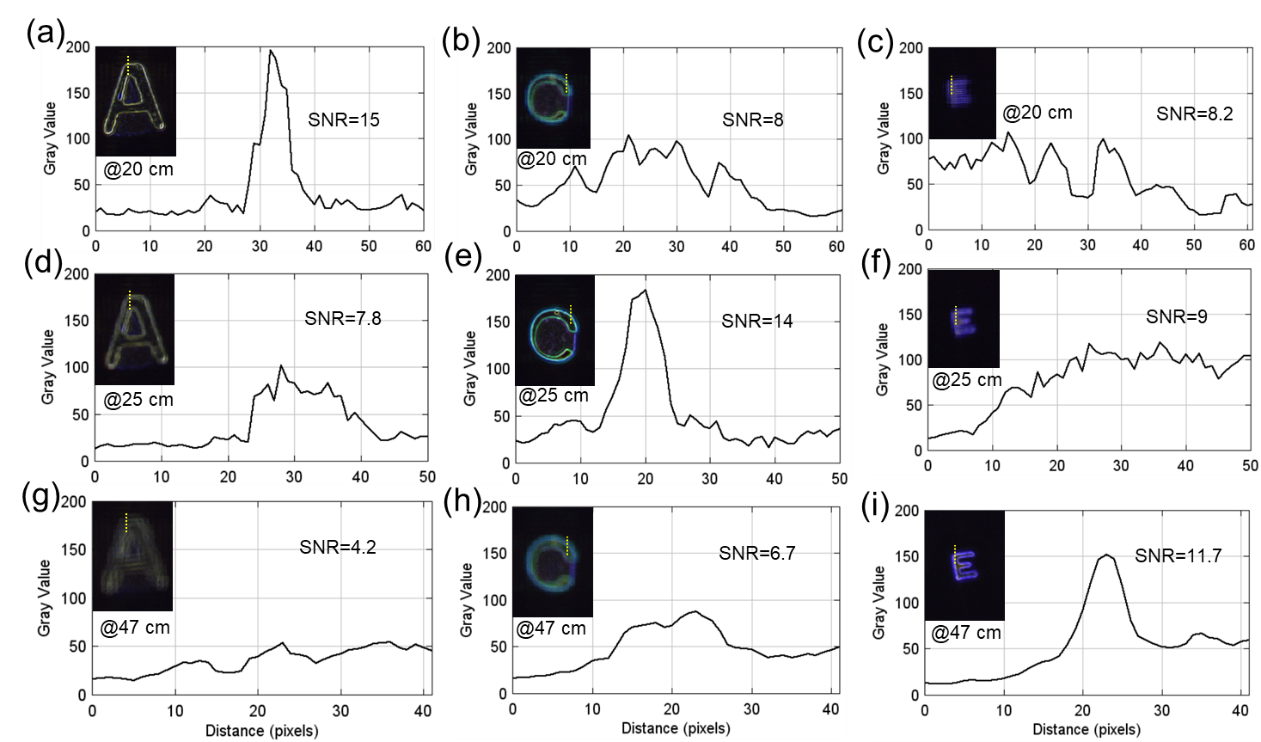 (a)
200
150
100
50
0
Gray Value
A
@20 cm
SNR=15
0 10 20 30 40 50 60
(b)
200
150
100
50
0
Gray Value
C
@20 cm
SNR=8
0 10 20 30 40 50 60
(c)
200
150
100
50
0
Gray Value
E
@20 cm
SNR=8.2
0 10 20 30 40 50 60
(d)
200
150
100
50
0
Gray Value
A
@25 cm
SNR=7.8
0 10 20 30 40 50
(e)
200
150
100
50
0
Gray Value
C
@25 cm
SNR=14
0 10 20 30 40 50
(f)
200
150
100
50
0
Gray Value
E
@25 cm
SNR=9
0 10 20 30 40 50
(g)
200
150
100
50
0
Gray Value
A
@47 cm
SNR=4.2
0 10 20 30 40
Distance (pixels)
(h)
200
150
100
50
0
Gray Value
C
@47 cm
SNR=6.7
0 10 20 30 40
Distance (pixels)
(i)
200
150
100
50
0
Gray Value
E
@47 cm
SNR=11.7
0 10 20 30 40
Distance (pixels)